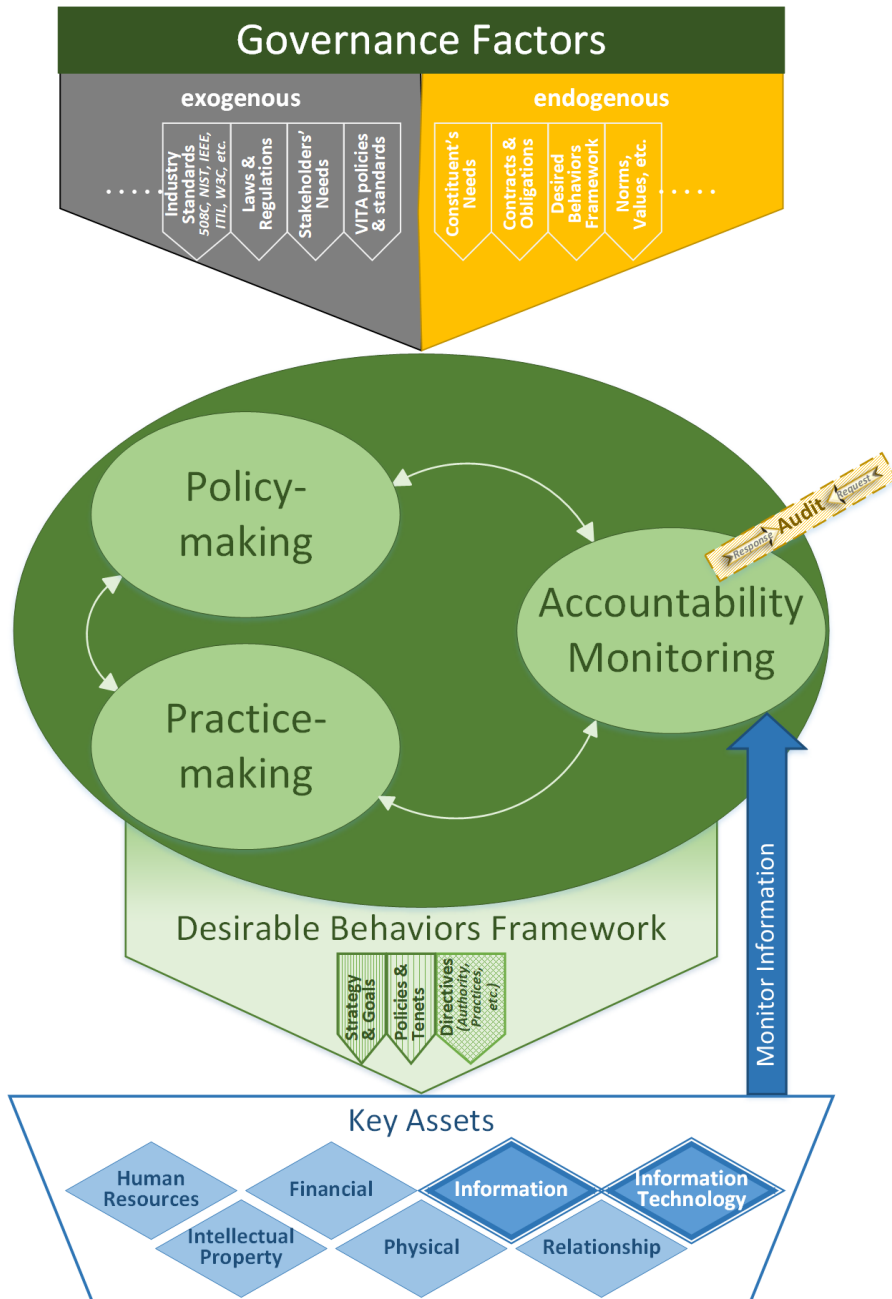 Governance Factors
exogenous
endogenous
Industry
Standards
508C, NIST, IEEE,
ITIL, W3C, etc.
Laws &
Regulations
Stakeholders'
Needs
VITA policies
& standards
Constituent's
Needs
Contracts &
Obligations
Desired
Behaviors
Framework
Norms,
Values, etc.
Policy-
making
Response
Audit
Request
Accountability
Monitoring
Practice-
making
Monitor Information
Desirable Behaviors Framework
Strategy
& Goals
Policies &
Tenets
Directives
(Authority,
Practices,
etc.)
Key Assets
Human
Resources
Financial
Information
Information
Technology
Intellectual
Property
Physical
Relationship